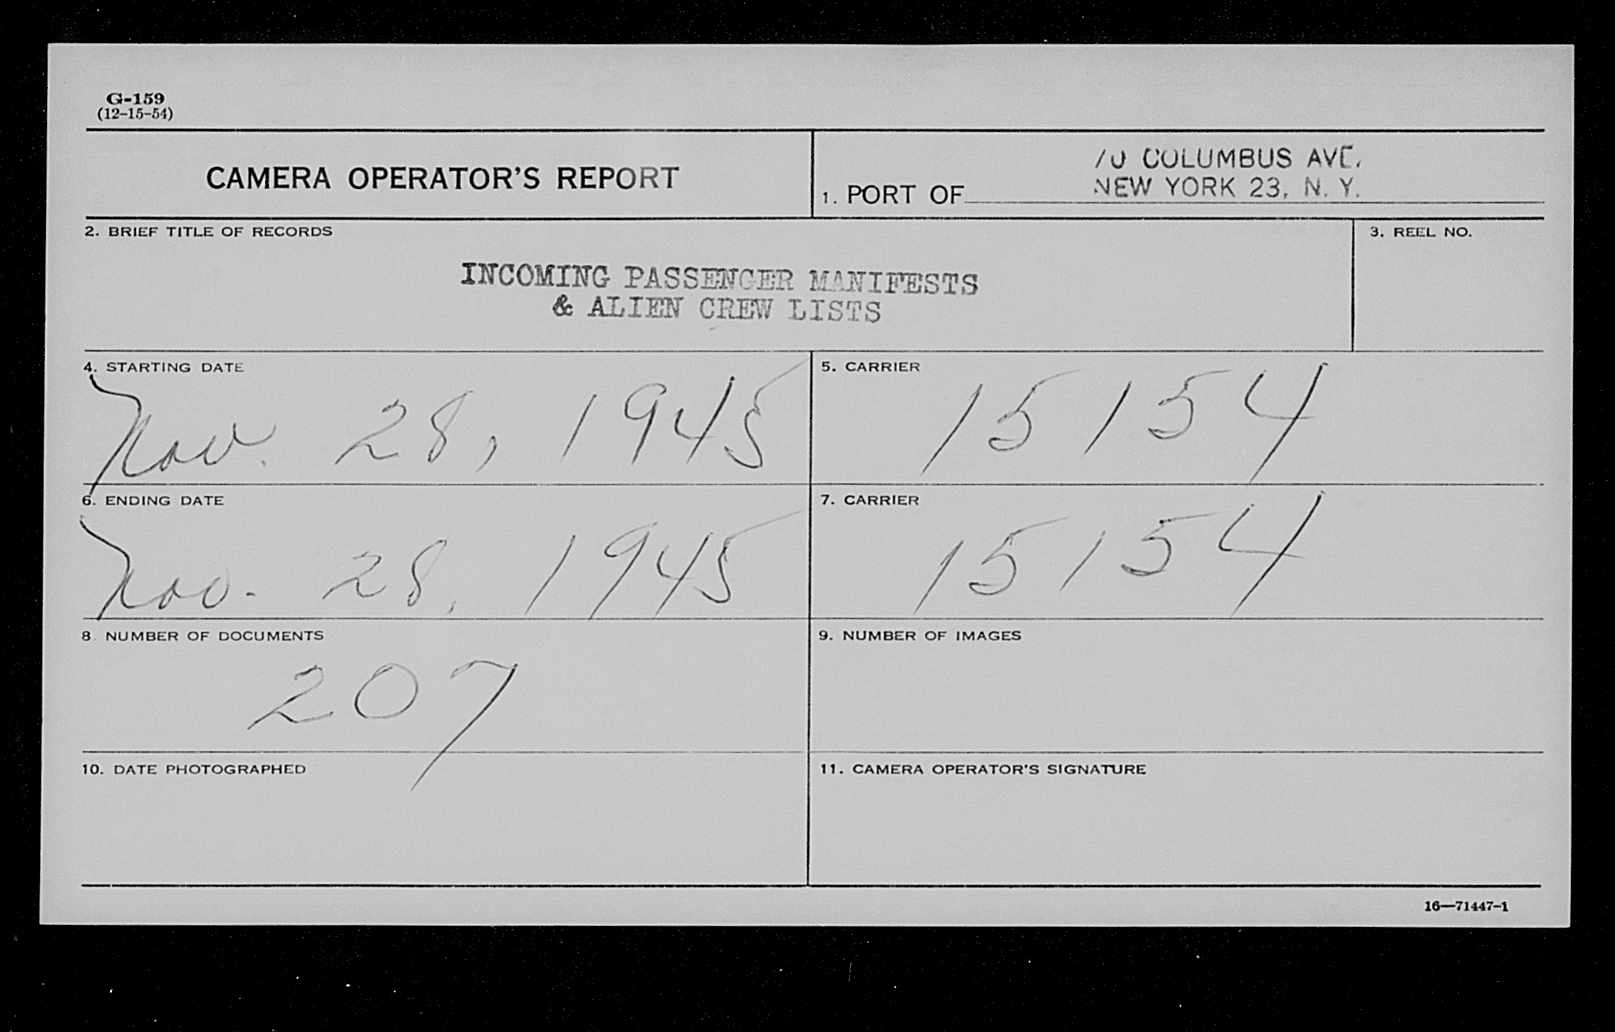 G-159
(12-15-54)
CAMERA OPERATOR'S REPORT
70 COLUMBUS AVE.
NEW YORK 23, N. Y.
1. PORT OF
2. BRIEF TITLE OF RECORDS
3. REEL NO.
INCOMING PASSENGER MANIFESTS
& ALIEN CREW LISTS
4. STARTING DATE
Nov. 28, 1945
5. CARRIER
15154
6. ENDING DATE
Nov. 28, 1945
7. CARRIER
15154
8. NUMBER OF DOCUMENTS
207
9. NUMBER OF IMAGES
10. DATE PHOTOGRAPHED
11. CAMERA OPERATOR'S SIGNATURE
16—71447-1